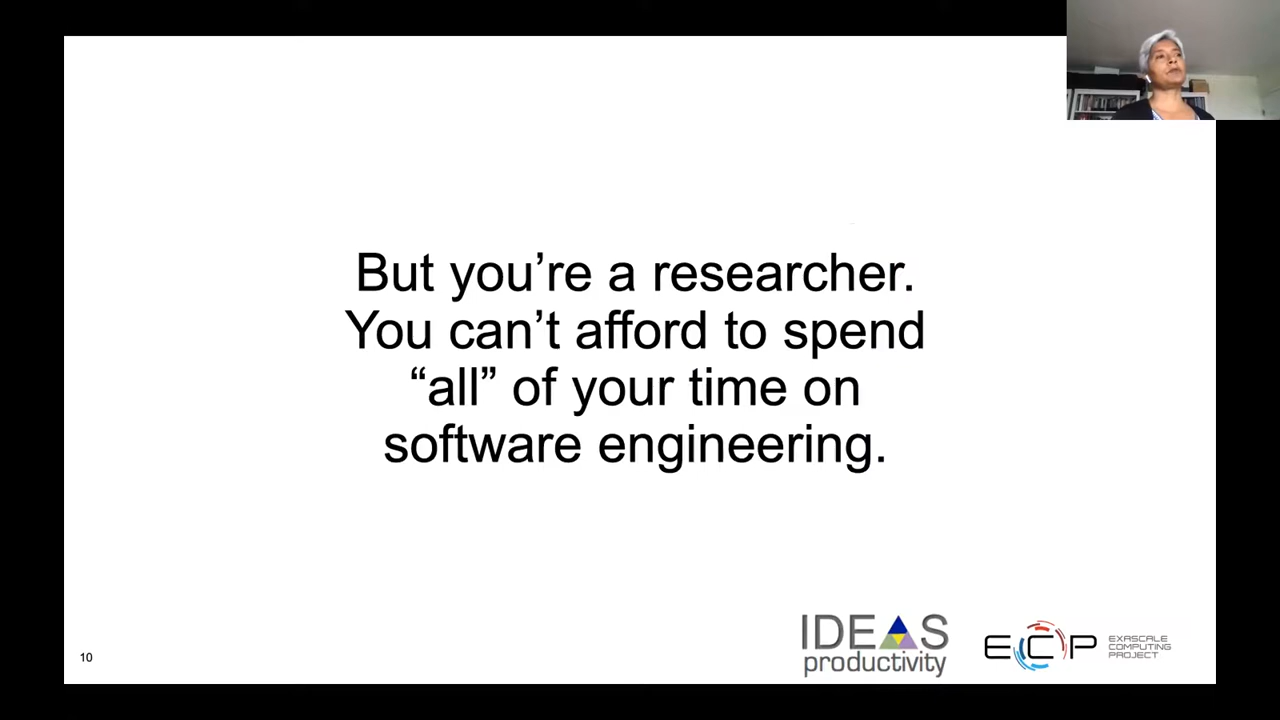 But you’re a researcher.
You can’t afford to spend
“all” of your time on
software engineering.
10
IDEAS
productivity
ECP
EXASCALE
COMPUTING
PROJECT